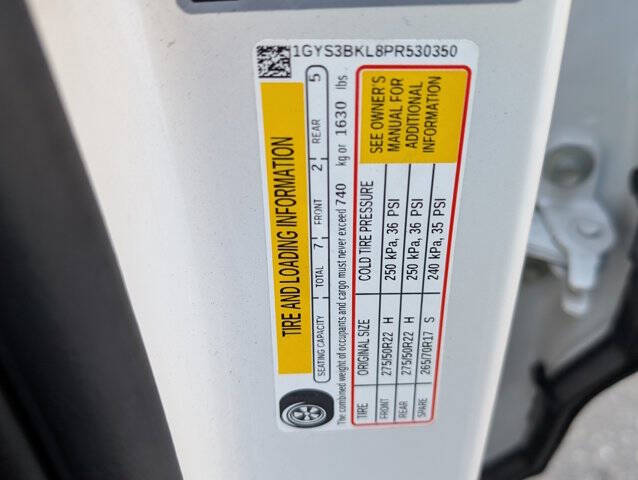 1GYS3BKL8PR530350
TIRE AND LOADING INFORMATION
SEATING CAPACITY TOTAL 7 FRONT 2 REAR 5
The combined weight of occupants and cargo must never exceed 740 kg or 1630 lbs
TIRE ORIGINAL SIZE COLD TIRE PRESSURE
FRONT 275/50R22 H 250 kPa, 36 PSI
REAR 275/50R22 H 250 kPa, 36 PSI
SPARE 265/70R17 S 240 kPa, 35 PSI
SEE OWNER'S
MANUAL FOR
ADDITIONAL
INFORMATION